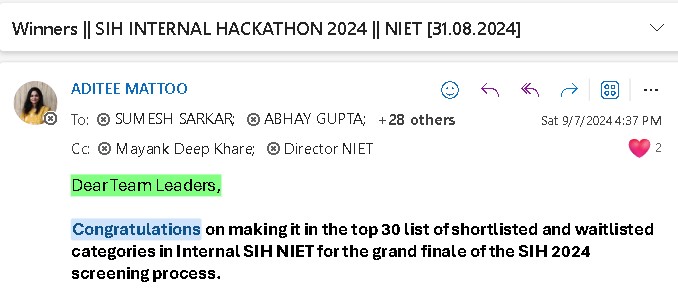 Winners || SIH INTERNAL HACKATHON 2024 || NIET [31.08.2024]
ADITEE MATTOO
To: SUMESH SARKAR; ABHAY GUPTA; +28 others
Sat 9/7/2024 4:37 PM
Cc: Mayank Deep Khare; Director NIET
2
Dear Team Leaders,
Congratulations on making it in the top 30 list of shortlisted and waitlisted
categories in Internal SIH NIET for the grand finale of the SIH 2024
screening process.